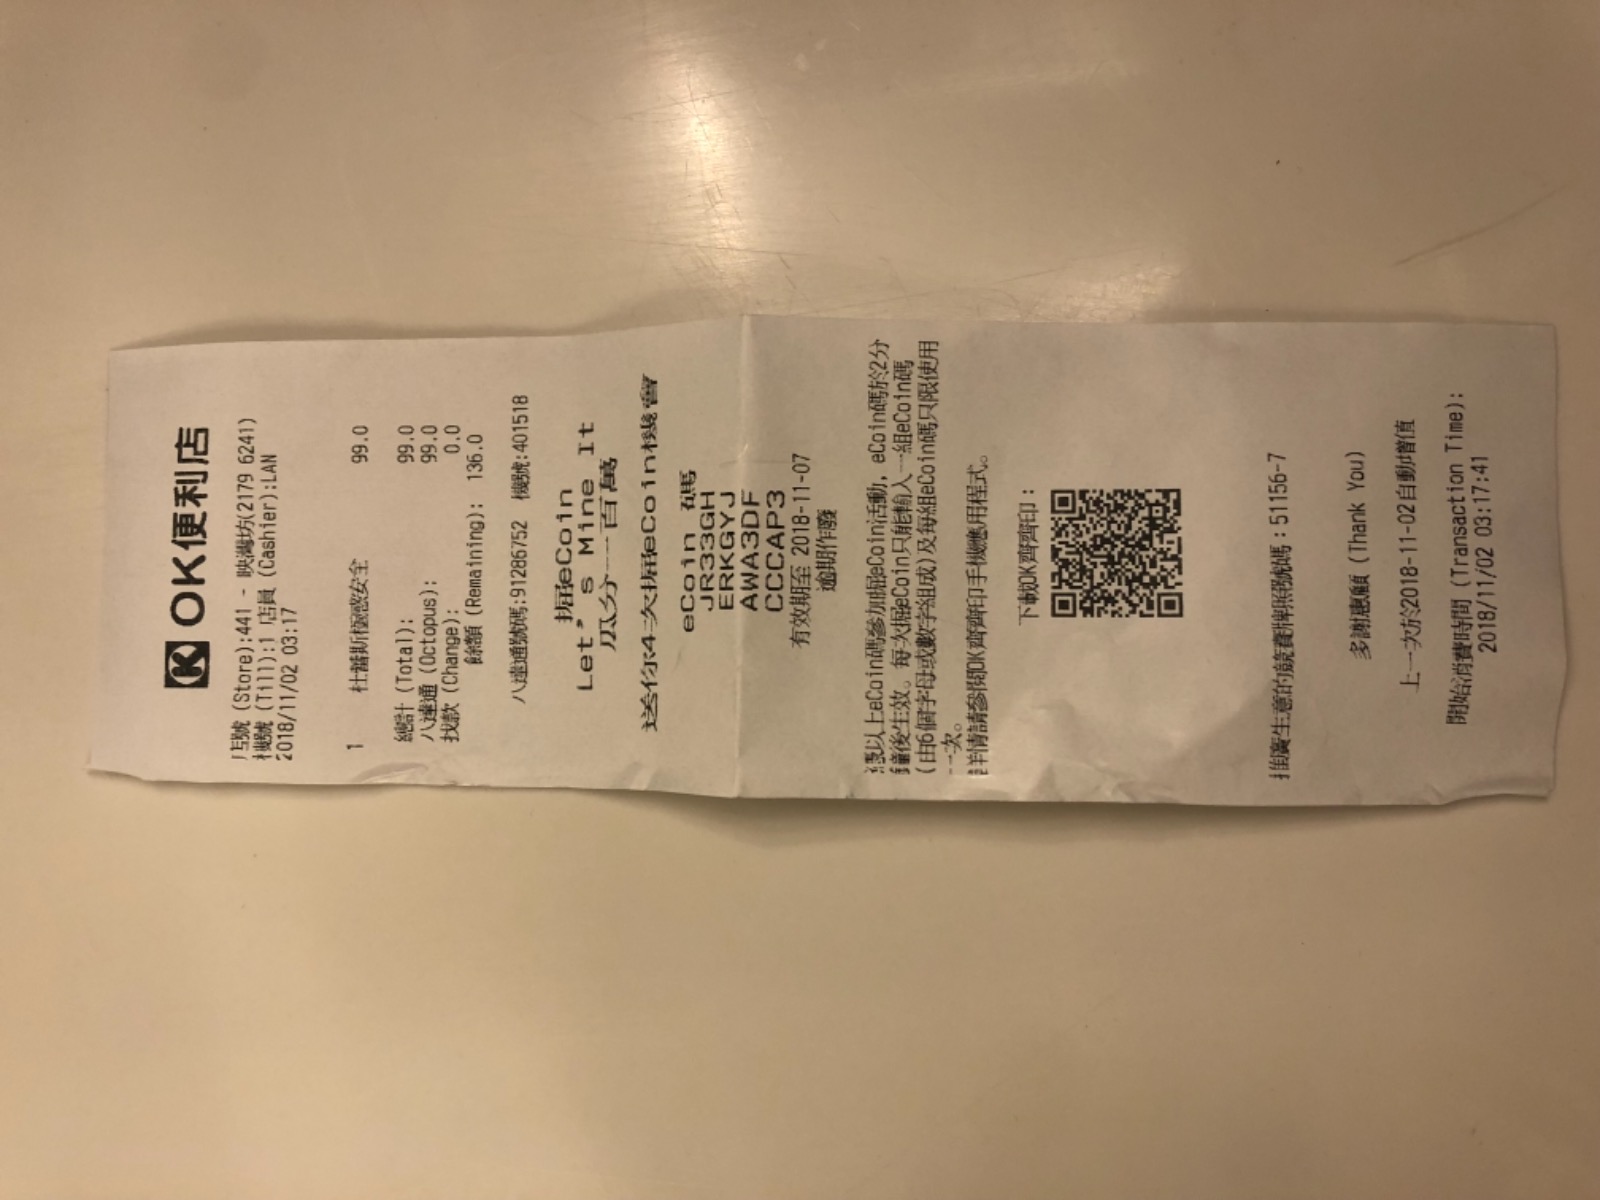 K OK便利店
店號 (Store):441 - 映灣坊(2179 6241)
機號 (Till):1 店員 (Cashier):LAN
2018/11/02 03:17
1 杜蕾斯極感安全 99.0
總計 (Total): 99.0
八達通 (Octopus): 99.0
找款 (Change): 0.0
餘額 (Remaining): 136.0
八達通號碼:91286752 機號:401518
掘eCoin
Let's Mine It
瓜分一百萬
送你4次掘eCoin機會
eCoin 碼
JR33GH
ERKGYJ
AWA3DF
CCCAP3
有效期至 2018-11-07
逾期作廢
憑以上eCoin碼參加掘eCoin活動, eCoin碼於2分
鐘後生效。每次掘eCoin只能輸入一組eCoin碼
(由6個字母或數字組成)及每組eCoin碼只限使用
一次。
詳情請參閱OK齊齊印手機應用程式。
下載OK齊齊印:
推廣生意的競賽牌照號碼:51156-7
多謝惠顧 (Thank You)
上一次於2018-11-02自動增值
開始消費時間 (Transaction Time):
2018/11/02 03:17:41